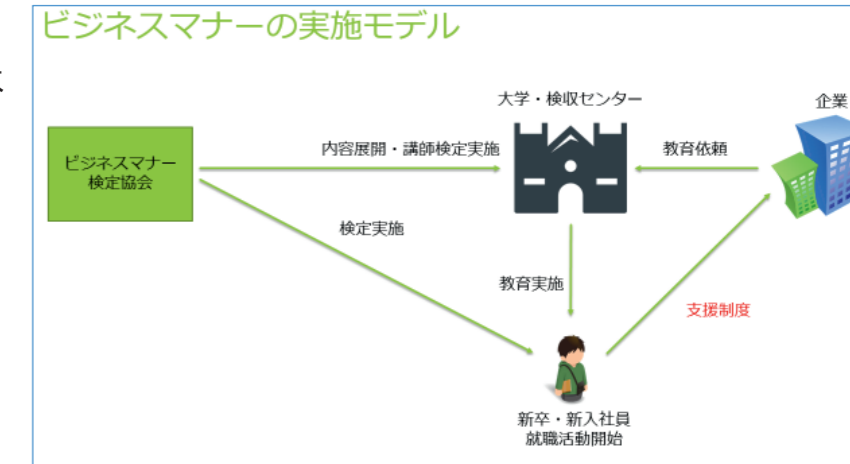 ビジネスマナーの実施モデル
大学・検収センター
企業
ビジネスマナー
検定協会
内容展開・講師検定実施
教育依頼
検定実施
教育実施
支援制度
新卒・新入社員
就職活動開始